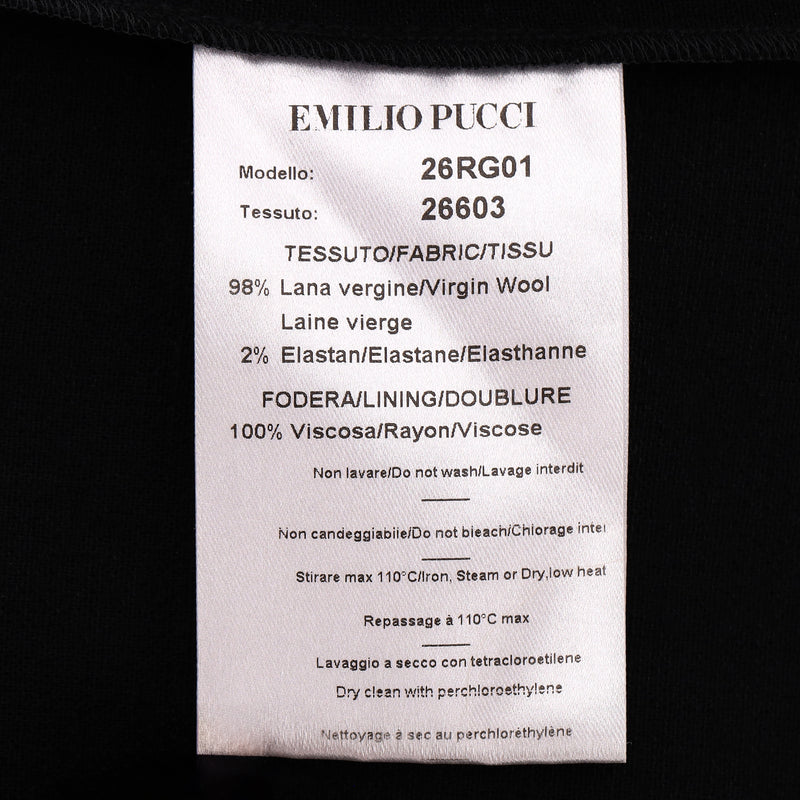 EMILIO PUCCI
Modello: 26RG01
Tessuto: 26603
TESSUTO/FABRIC/TISSU
98% Lana vergine/Virgin Wool
Laine vierge
2% Elastan/Elastane/Elasthanne
FODERA/LINING/DOUBLURE
100% Viscosa/Rayon/Viscose
Non lavare/Do not wash/Lavage interdit
Non candeggiabile/Do not bleach/Chlorage inter
Stirare max 110°C/Iron, Steam or Dry,low heat
Repassage à 110°C max
Lavaggio a secco con tetracloroetilene
Dry clean with perchloroethylene
Nettoyage à sec au perchloréthylène